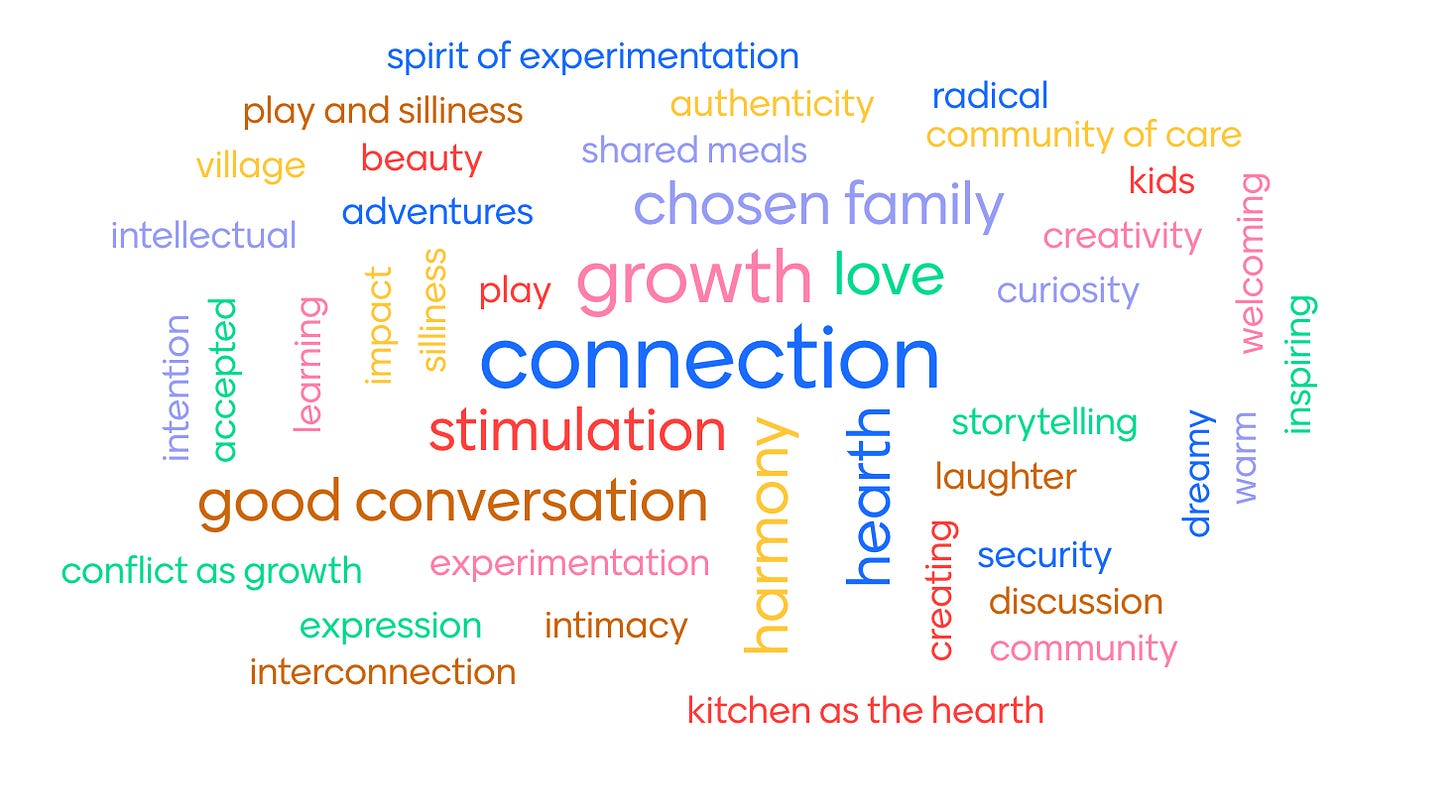 spirit of experimentation
play and silliness
authenticity
radical
community of care
village
beauty
shared meals
kids
chosen family
adventures
intellectual
creativity
welcoming
growth
love
play
curiosity
silliness
impact
learning
accepted
intention
inspiring
connection
stimulation
harmony
hearth
storytelling
dreamy
warm
laughter
good conversation
creating
security
conflict as growth
experimentation
discussion
expression
intimacy
community
interconnection
kitchen as the hearth